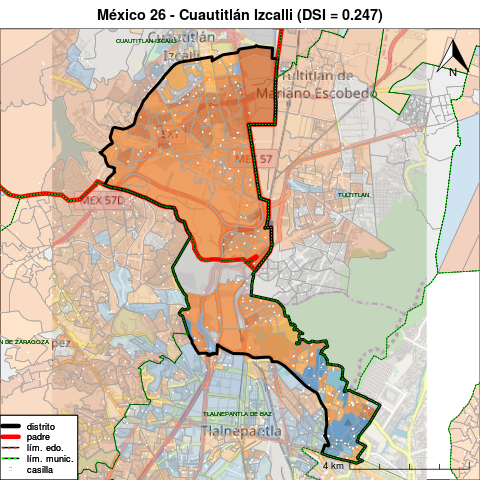 México 26 - Cuautitlán Izcalli (DSI = 0.247)
CUAUTITLAN IZCALLI
Cuautitlán
Izcalli
Tultitlán de
Mariano Escobedo
N
MEX 57
MEX 57D
TULTITLAN
N DE ZARAGOZA
pez
TLALNEPANTLA DE BAZ
Tlalnepantla
distrito
padre
lím. edo.
lím. munic.
casilla
4 km